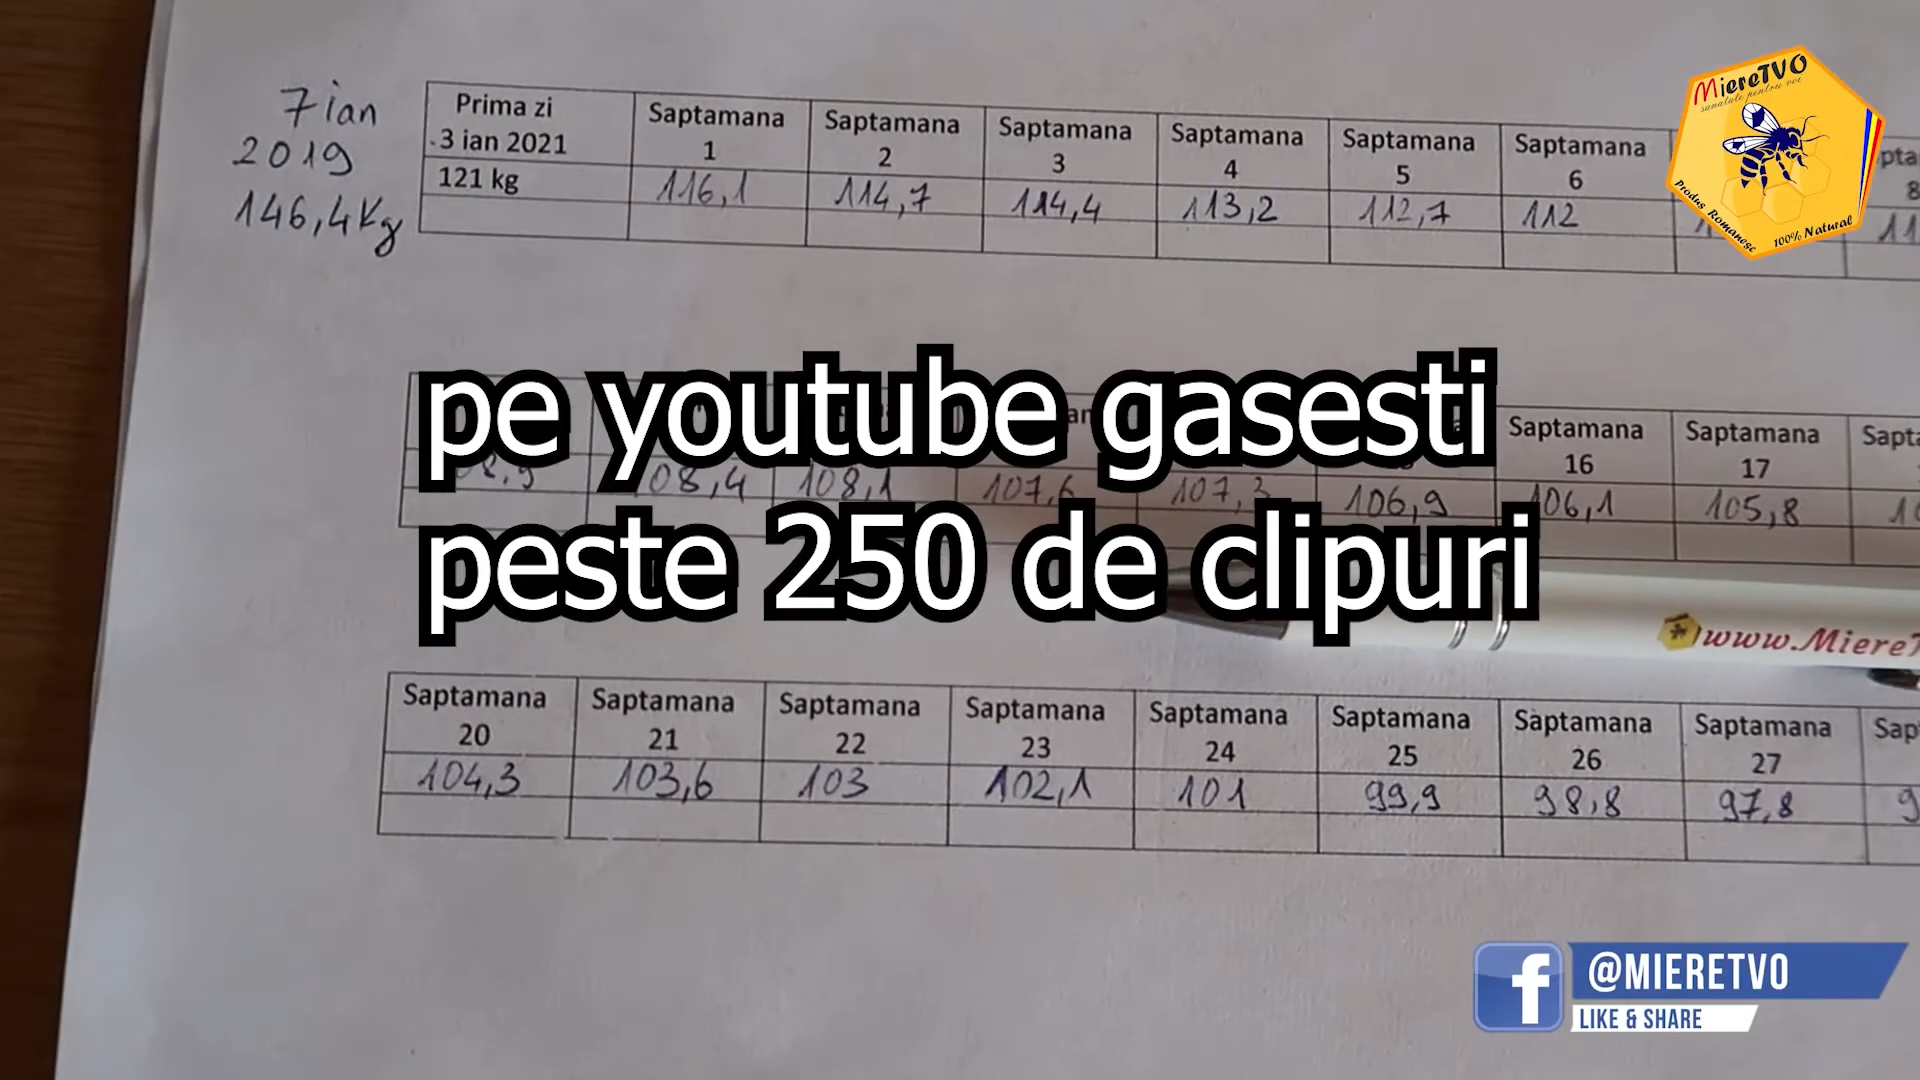 7 ian
2019
146,4 Kg
Prima zi
3 ian 2021
121 kg
Saptamana 1
116,1
Saptamana 2
114,7
Saptamana 3
114,4
Saptamana 4
113,2
Saptamana 5
112,7
Saptamana 6
112
MiereTVO
sanatate pentru voi
Produs Romanesc
100% Natural
pe youtube gasesti
peste 250 de clipuri
108,4
108,1
107,6
107,3
106,9
Saptamana 16
106,1
Saptamana 17
105,8
www.Miere
Saptamana 20
104,3
Saptamana 21
103,6
Saptamana 22
103
Saptamana 23
102,1
Saptamana 24
101
Saptamana 25
99,9
Saptamana 26
98,8
Saptamana 27
97,8
@MIERETVO
LIKE & SHARE